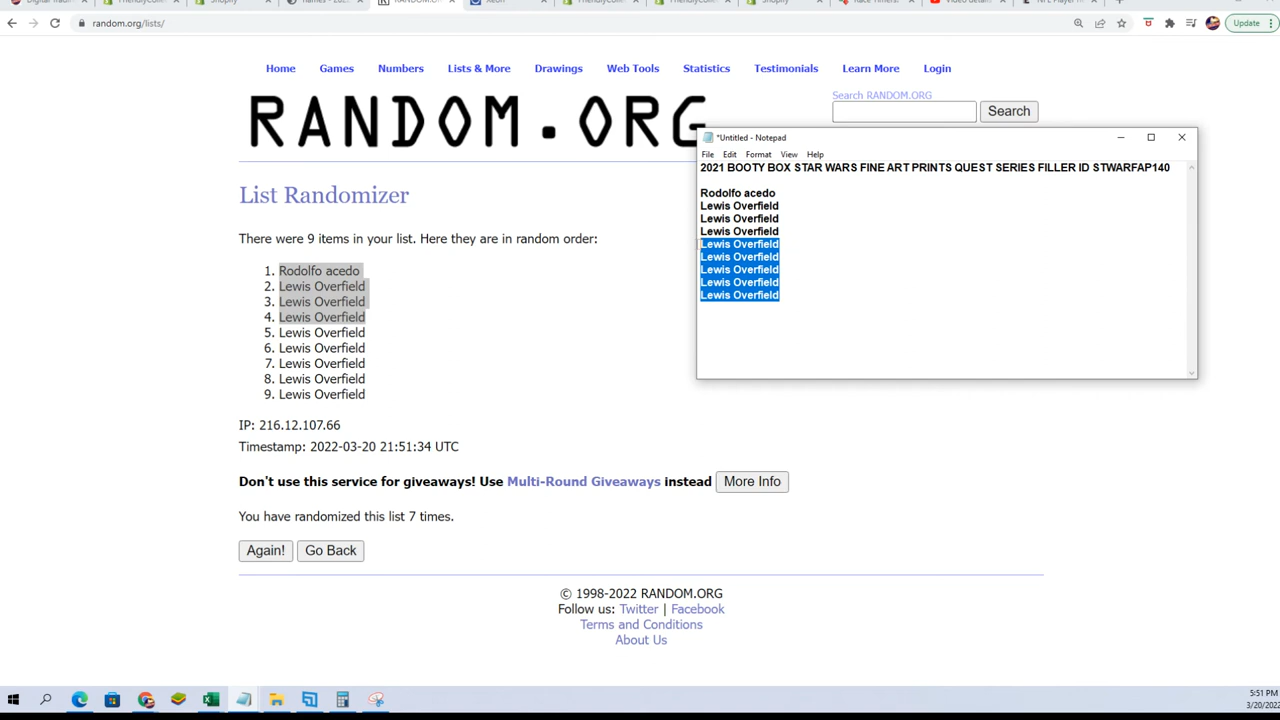 random.org/lists/
Update
Home Games Numbers Lists & More Drawings Web Tools Statistics Testimonials Learn More Login
Search RANDOM.ORG
RANDOM.ORG
Search
*Untitled - Notepad
File Edit Format View Help
2021 BOOTY BOX STAR WARS FINE ART PRINTS QUEST SERIES FILLER ID STWARFAP140
Rodolfo acedo
Lewis Overfield
Lewis Overfield
Lewis Overfield
Lewis Overfield
Lewis Overfield
Lewis Overfield
Lewis Overfield
Lewis Overfield
List Randomizer
There were 9 items in your list. Here they are in random order:
1. Rodolfo acedo
2. Lewis Overfield
3. Lewis Overfield
4. Lewis Overfield
5. Lewis Overfield
6. Lewis Overfield
7. Lewis Overfield
8. Lewis Overfield
9. Lewis Overfield
IP: 216.12.107.66
Timestamp: 2022-03-20 21:51:34 UTC
Don't use this service for giveaways! Use Multi-Round Giveaways instead More Info
You have randomized this list 7 times.
Again! Go Back
© 1998-2022 RANDOM.ORG
Follow us: Twitter | Facebook
Terms and Conditions
About Us
5:51 PM